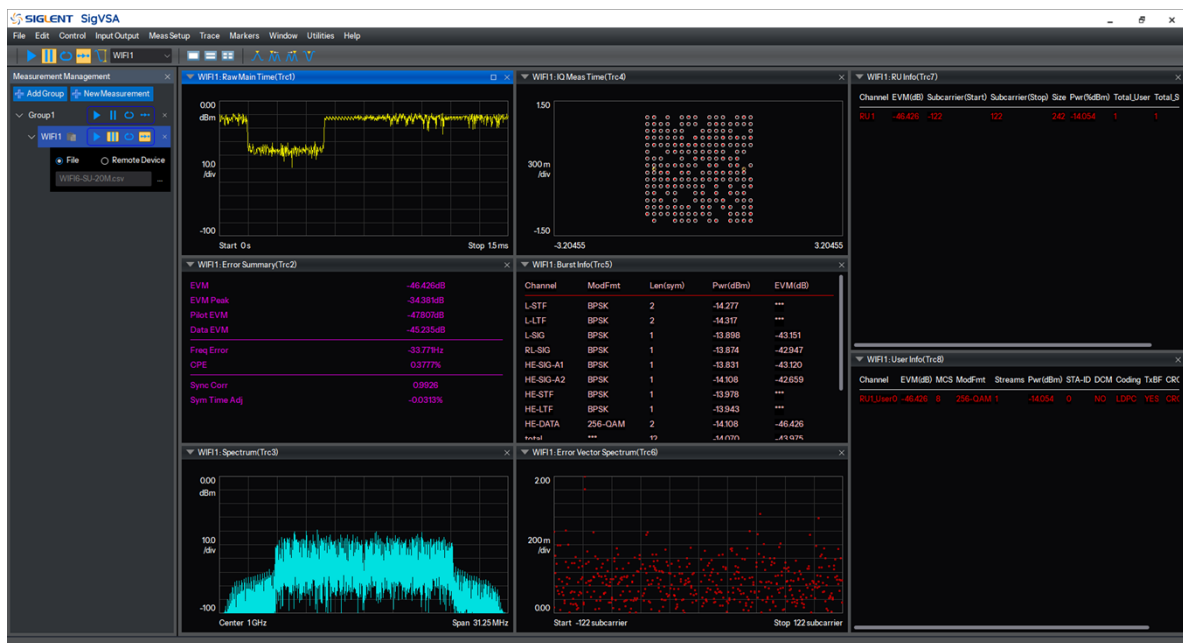 SIGLENT SigVSA
File Edit Control Input Output Meas Setup Trace Markers Window Utilities Help
WIFI1
Measurement Management
Add Group New Measurement
Group1
WIFI1
File Remote Device
WIFI6-SU-20M.csv ...
WIFI1: Raw Main Time(Trc1)
0.00
dBm
10.0
/div
-100
Start 0 s Stop 1.5 ms
WIFI1: Error Summary(Trc2)
EVM -46.426dB
EVM Peak -34.381dB
Pilot EVM -47.807dB
Data EVM -45.235dB
Freq Error -33.771Hz
CPE 0.3777%
Sync Corr 0.9926
Sym Time Adj -0.0313%
WIFI1: Spectrum(Trc3)
0.00
dBm
10.0
/div
-100
Center 1 GHz Span 31.25 MHz
WIFI1: IQ Meas Time(Trc4)
1.50
300 m
/div
-1.50
-3.20455 3.20455
WIFI1: Burst Info(Trc5)
Channel ModFmt Len(sym) Pwr(dBm) EVM(dB)
L-STF BPSK 2 -14.277 ***
L-LTF BPSK 2 -14.317 ***
L-SIG BPSK 1 -13.898 -43.151
RL-SIG BPSK 1 -13.874 -42.947
HE-SIG-A1 BPSK 1 -13.831 -43.120
HE-SIG-A2 BPSK 1 -14.108 -42.659
HE-STF BPSK 1 -13.978 ***
HE-LTF BPSK 1 -13.943 ***
HE-DATA 256-QAM 2 -14.108 -46.426
total *** 12 -14.070 -43.975
WIFI1: Error Vector Spectrum(Trc6)
2.00
200 m
/div
0.00
Start -122 subcarrier Stop 122 subcarrier
WIFI1: RU Info(Trc7)
Channel EVM(dB) Subcarrier(Start) Subcarrier(Stop) Size Pwr(%dBm) Total_User Total_S
RU1 -46.426 -122 122 242 -14.054 1 1
WIFI1: User Info(Trc8)
Channel EVM(dB) MCS ModFmt Streams Pwr(dBm) STA-ID DCM Coding TxBF CRC
RU1_User0 -46.426 8 256-QAM 1 -14.054 0 NO LDPC YES CRC